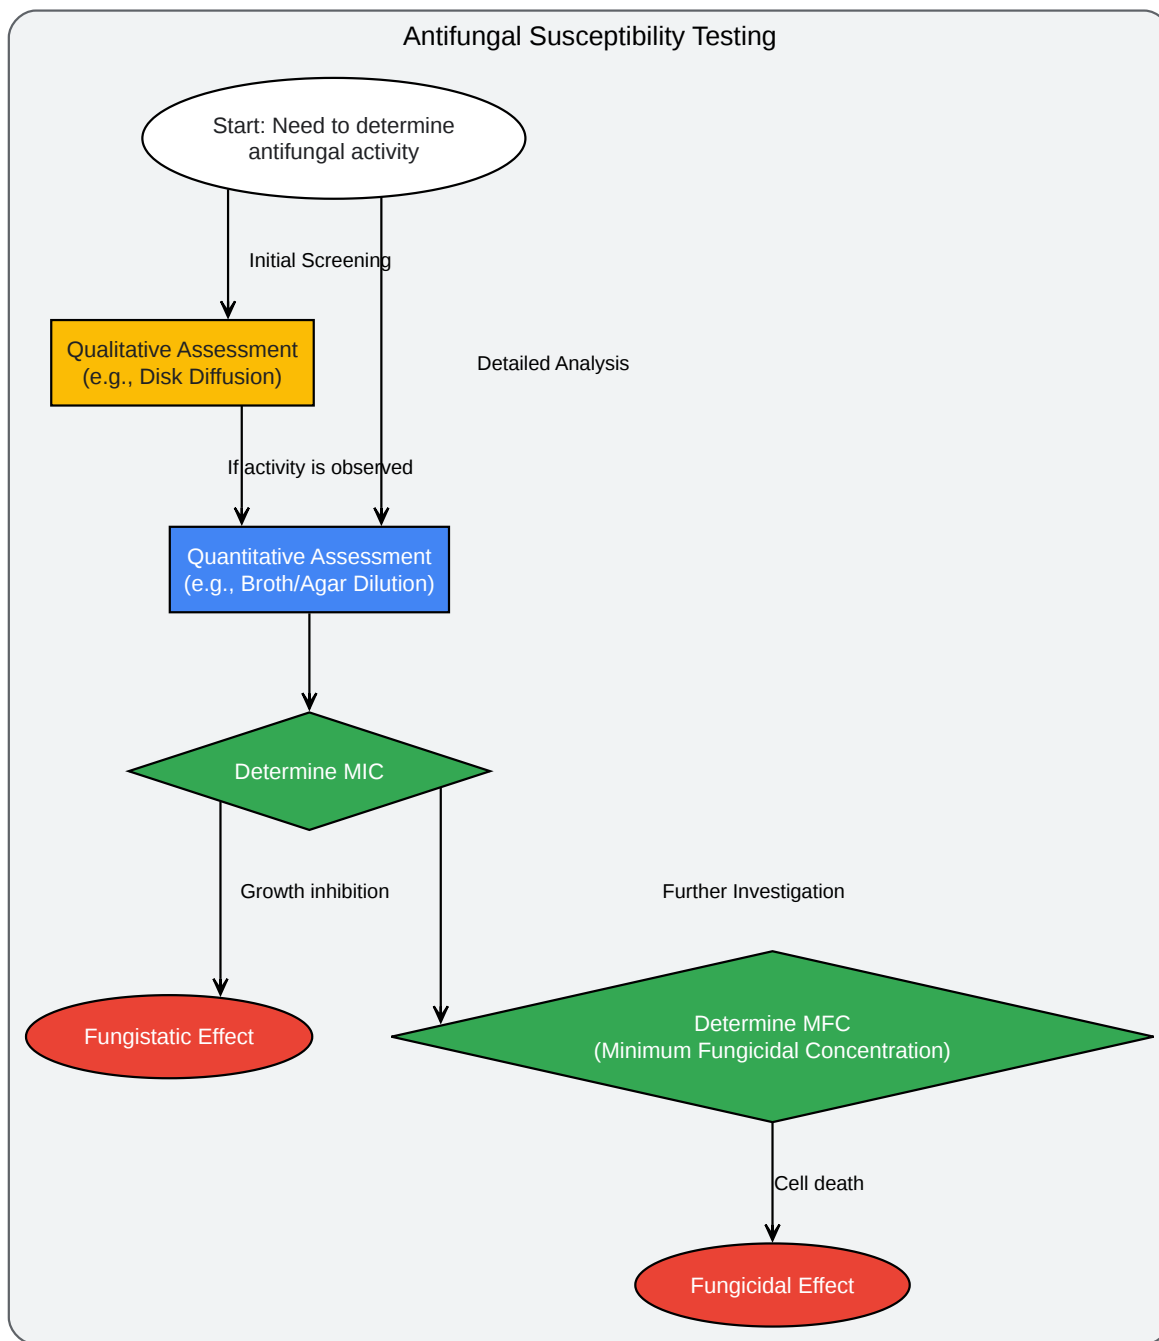 Antifungal Susceptibility Testing
Start: Need to determine
antifungal activity
Initial Screening
Qualitative Assessment
(e.g., Disk Diffusion)
Detailed Analysis
If activity is observed
Quantitative Assessment
(e.g., Broth/Agar Dilution)
Determine MIC
Growth inhibition
Further Investigation
Fungistatic Effect
Determine MFC
(Minimum Fungicidal Concentration)
Cell death
Fungicidal Effect